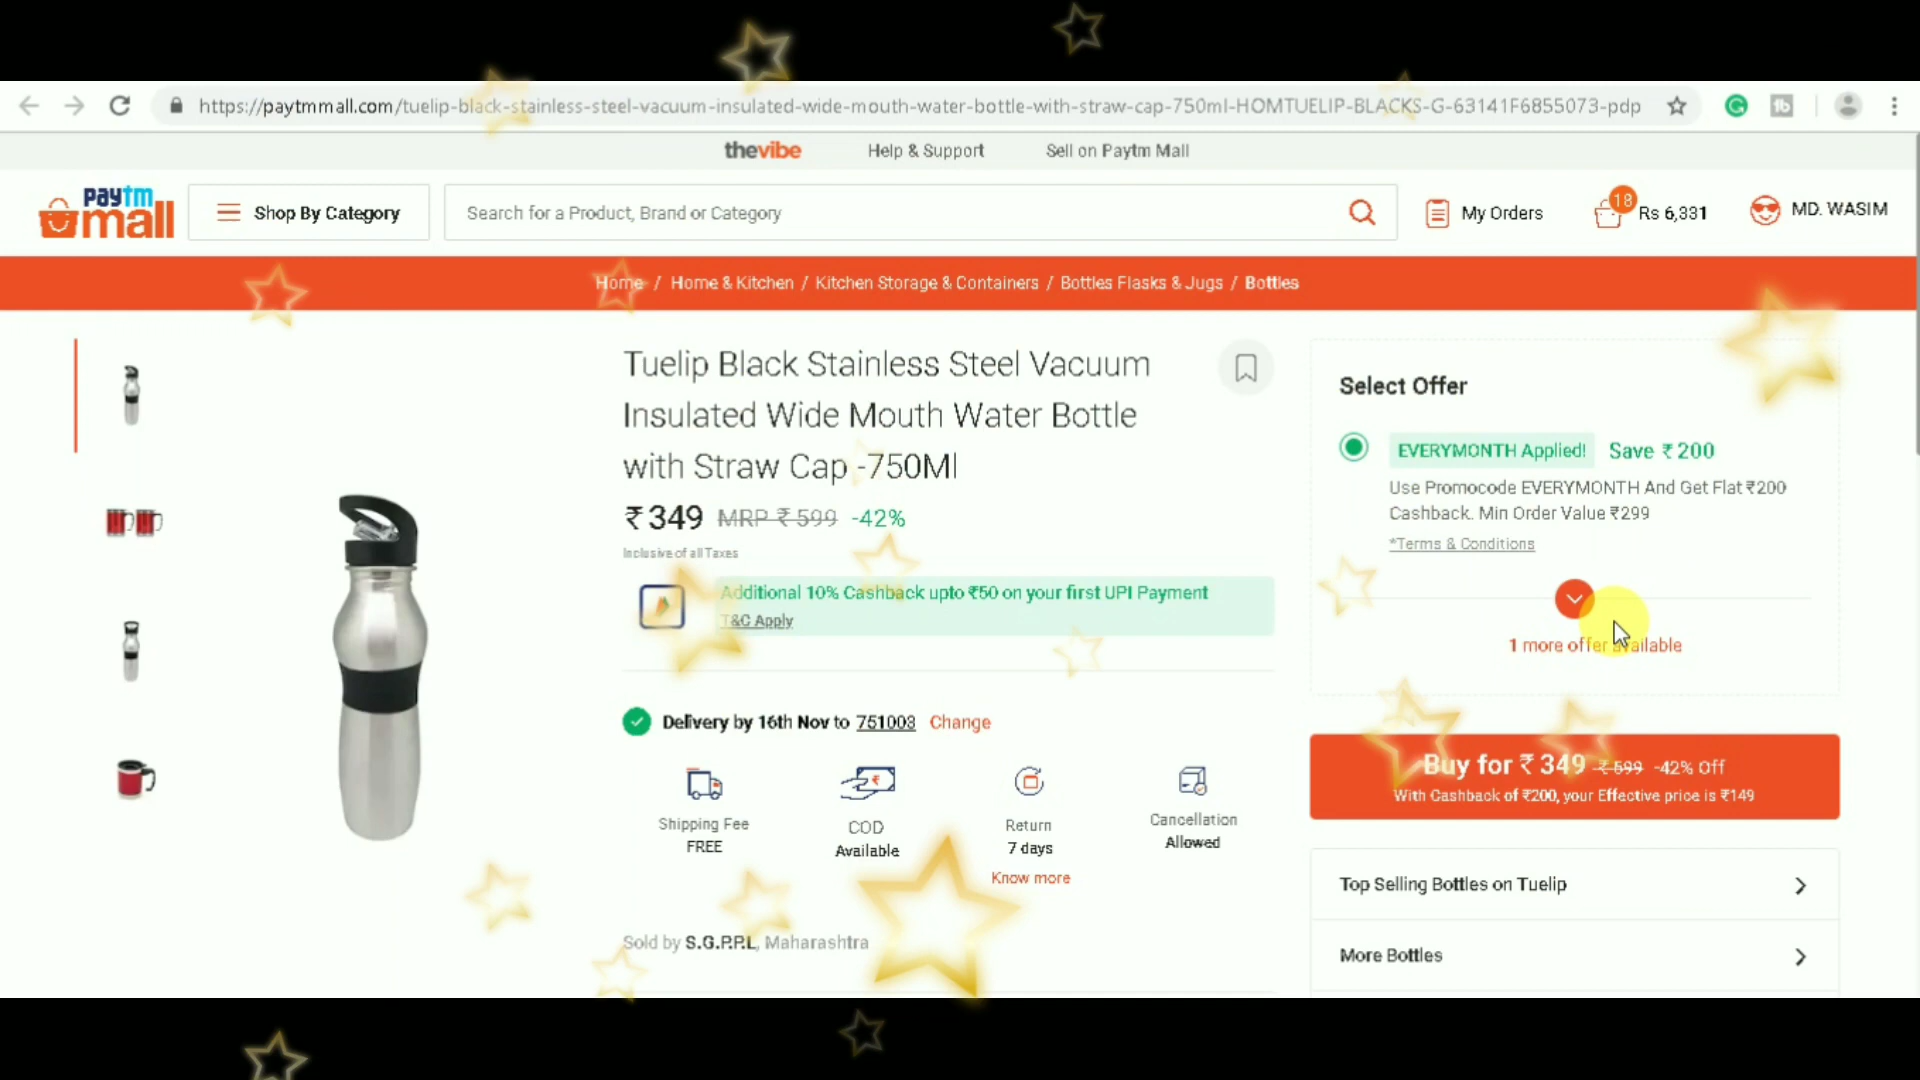 https://paytmmall.com/tuelip-black-stainless-steel-vacuum-insulated-wide-mouth-water-bottle-with-straw-cap-750ml-HOMTUELIP-BLACKS-G-63141F6855073-pdp
thevibe Help & Support Sell on Paytm Mall
paytm mall
Shop By Category
Search for a Product, Brand or Category
My Orders
18
Rs 6,331
MD. WASIM
Home / Home & Kitchen / Kitchen Storage & Containers / Bottles Flasks & Jugs / Bottles
Tuelip Black Stainless Steel Vacuum
Insulated Wide Mouth Water Bottle
with Straw Cap -750Ml
₹349 MRP ₹599 -42%
Inclusive of all Taxes
Additional 10% Cashback upto ₹50 on your first UPI Payment
T&C Apply
Delivery by 16th Nov to 751003 Change
Shipping Fee
FREE
COD
Available
Return
7 days
Know more
Cancellation
Allowed
Sold by S.G.P.P.L, Maharashtra
Select Offer
EVERYMONTH Applied! Save ₹200
Use Promocode EVERYMONTH And Get Flat ₹200
Cashback. Min Order Value ₹299
*Terms & Conditions
1 more offer available
Buy for ₹349 ₹599 -42% Off
With Cashback of ₹200, your Effective price is ₹149
Top Selling Bottles on Tuelip
More Bottles